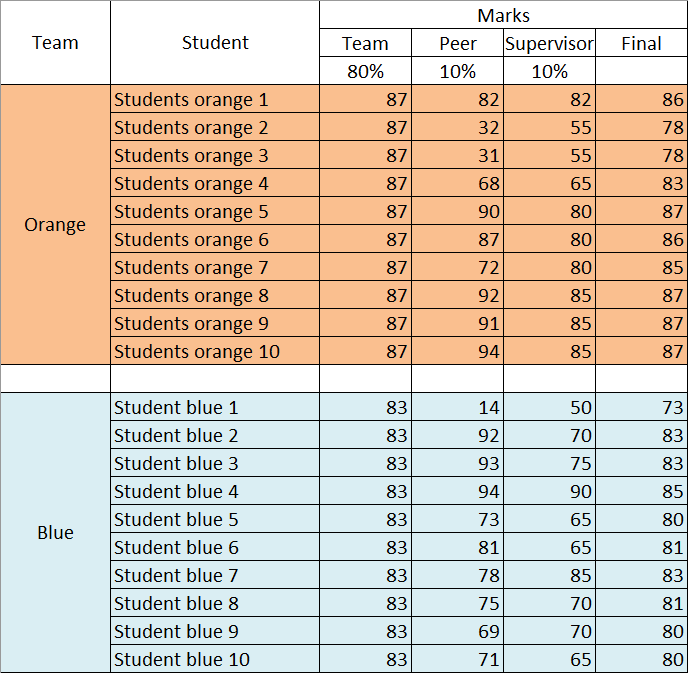 Team Student Marks
Team Peer Supervisor Final
80% 10% 10%
Students orange 1 87 82 82 86
Students orange 2 87 32 55 78
Students orange 3 87 31 55 78
Students orange 4 87 68 65 83
Students orange 5 87 90 80 87
Orange
Students orange 6 87 87 80 86
Students orange 7 87 72 80 85
Students orange 8 87 92 85 87
Students orange 9 87 91 85 87
Students orange 10 87 94 85 87
Student blue 1 83 14 50 73
Student blue 2 83 92 70 83
Student blue 3 83 93 75 83
Student blue 4 83 94 90 85
Student blue 5 83 73 65 80
Blue
Student blue 6 83 81 65 81
Student blue 7 83 78 85 83
Student blue 8 83 75 70 81
Student blue 9 83 69 70 80
Student blue 10 83 71 65 80